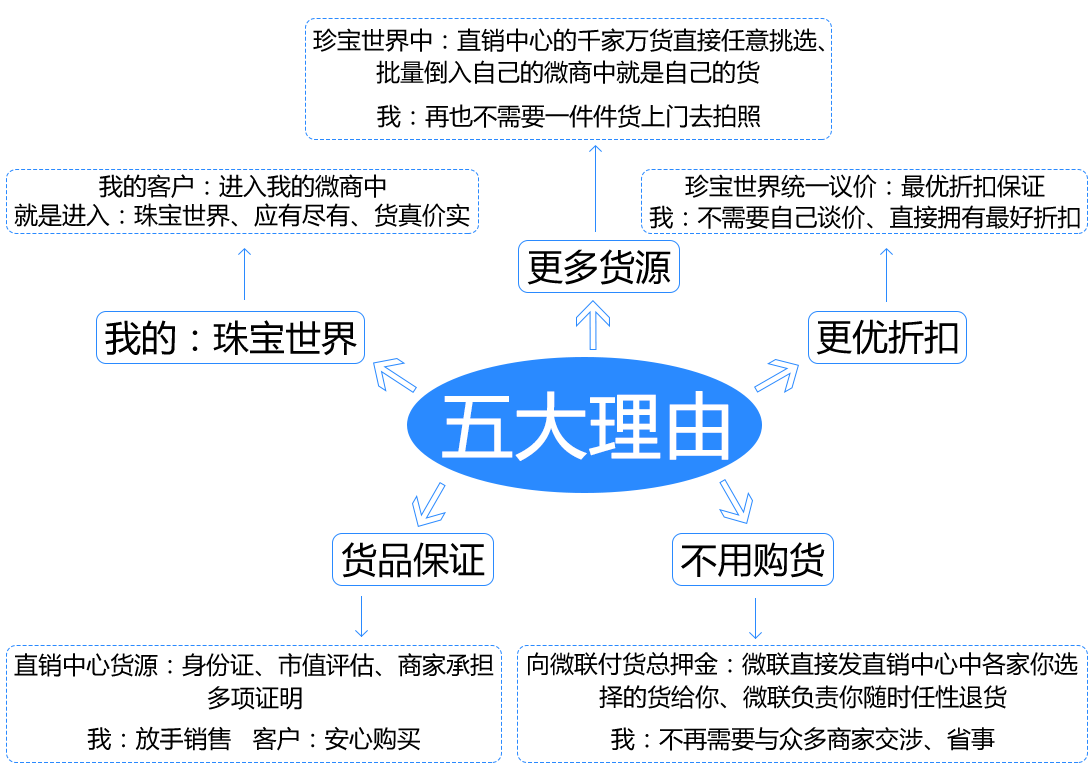 珍宝世界中：直销中心的千家万货直接任意挑选、
批量倒入自己的微商中就是自己的货
我：再也不需要一件件货上门去拍照
我的客户：进入我的微商中
就是进入：珠宝世界、应有尽有、货真价实
珍宝世界统一议价：最优折扣保证
我：不需要自己谈价、直接拥有最好折扣
更多货源
我的：珠宝世界
更优折扣
五大理由
货品保证
不用购货
直销中心货源：身份证、市值评估、商家承担
多项证明
我：放手销售 客户：安心购买
向微联付货总押金：微联直接发直销中心中各家你选
择的货给你、微联负责你随时任性退货
我：不再需要与众多商家交涉、省事